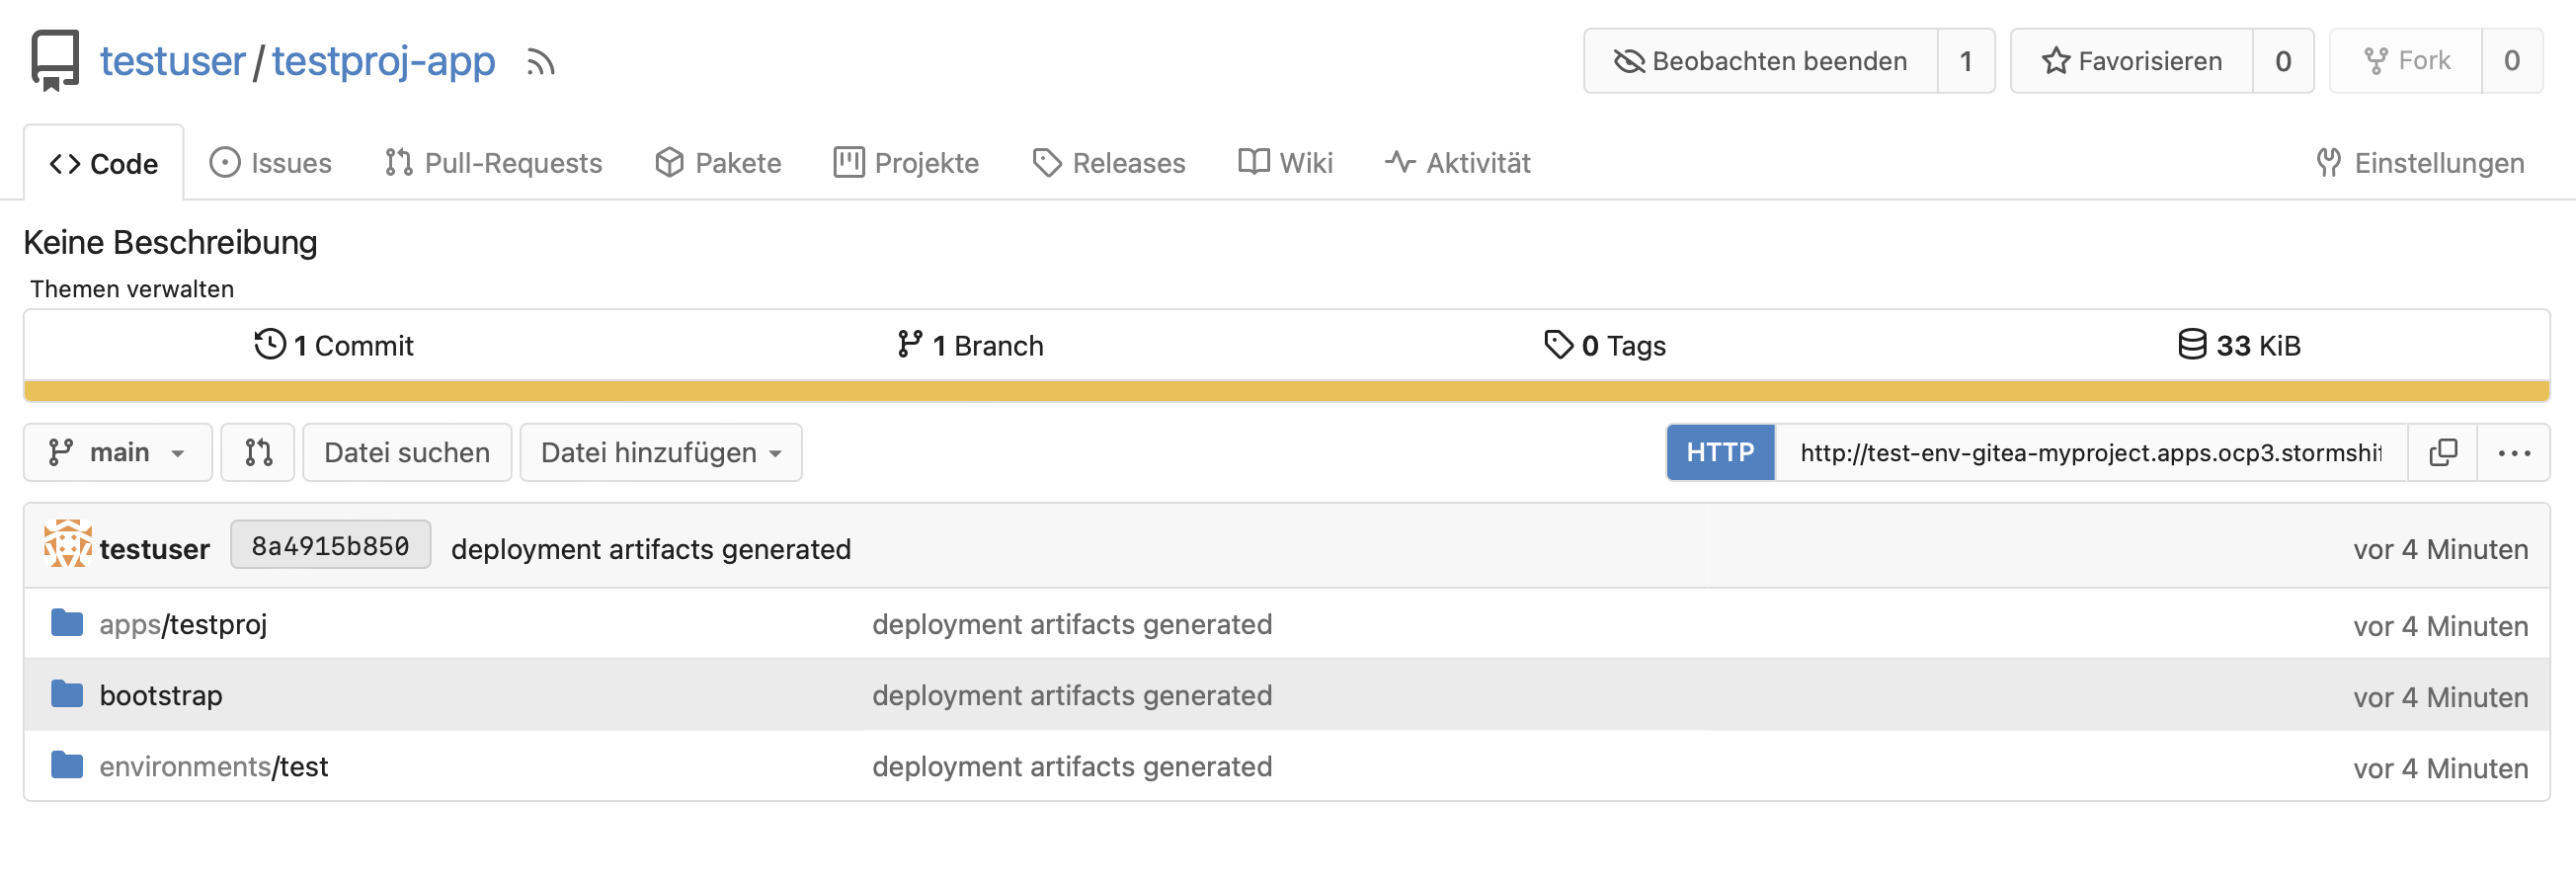 testuser / testproj-app
Beobachten beenden 1 Favorisieren 0 Fork 0
Code Issues Pull-Requests Pakete Projekte Releases Wiki Aktivität Einstellungen
Keine Beschreibung
Themen verwalten
1 Commit 1 Branch 0 Tags 33 KiB
main Datei suchen Datei hinzufügen HTTP http://test-env-gitea-myproject.apps.ocp3.stormshif
testuser 8a4915b850 deployment artifacts generated vor 4 Minuten
apps/testproj deployment artifacts generated vor 4 Minuten
bootstrap deployment artifacts generated vor 4 Minuten
environments/test deployment artifacts generated vor 4 Minuten